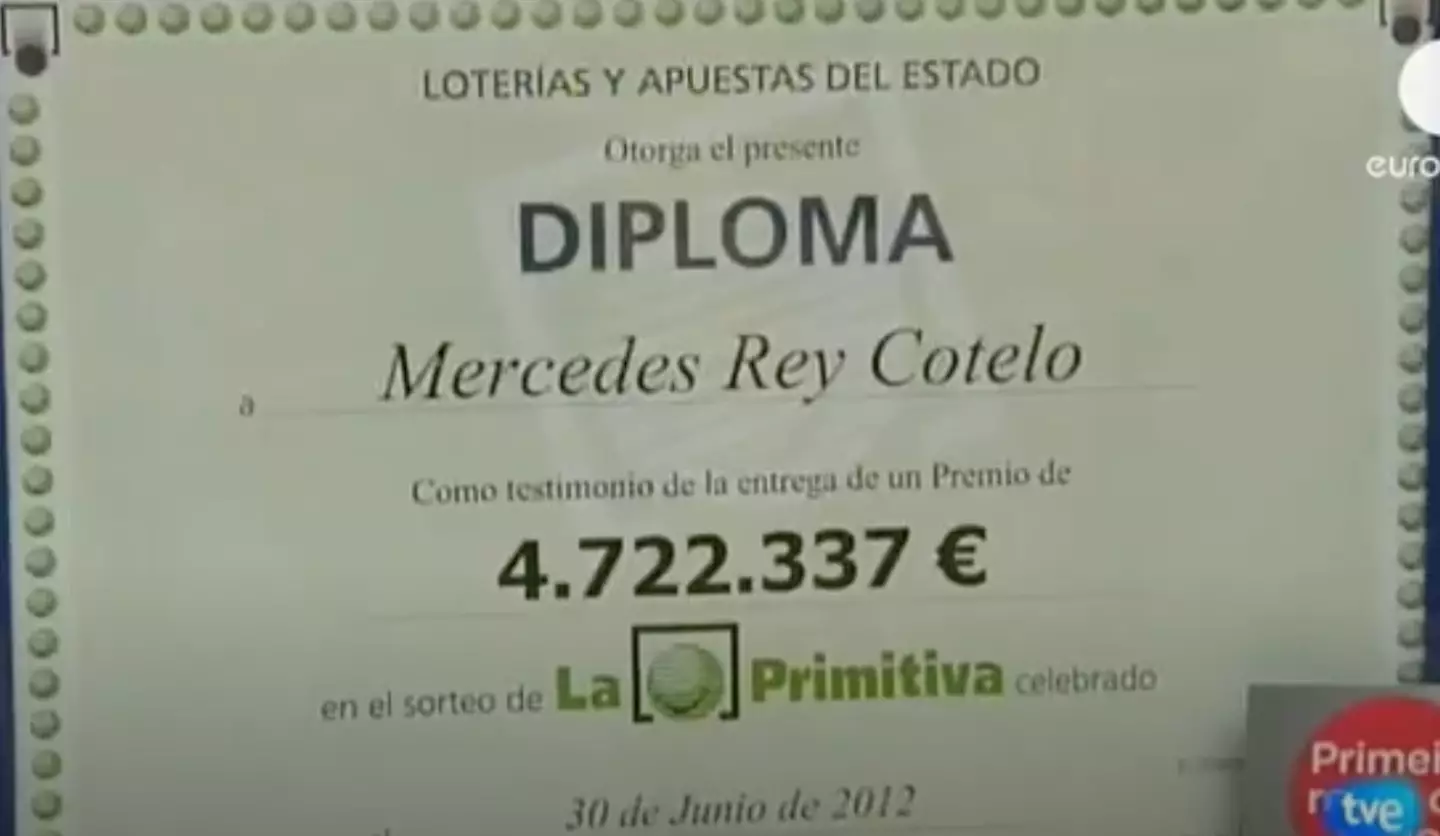 LOTERÍAS Y APUESTAS DEL ESTADO
Otorga el presente
DIPLOMA
Mercedes Rey Cotelo
a
Como testimonio de la entrega de un Premio de
4.722.337 €
en el sorteo de La Primitiva celebrado
30 de Junio de 2012
euro
Primei
tve